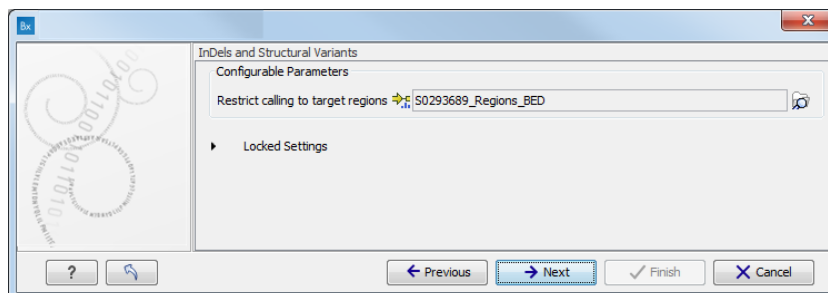 Bx
InDels and Structural Variants
Configurable Parameters
Restrict calling to target regions S0293689_Regions_BED
Locked Settings
? Previous Next Finish Cancel